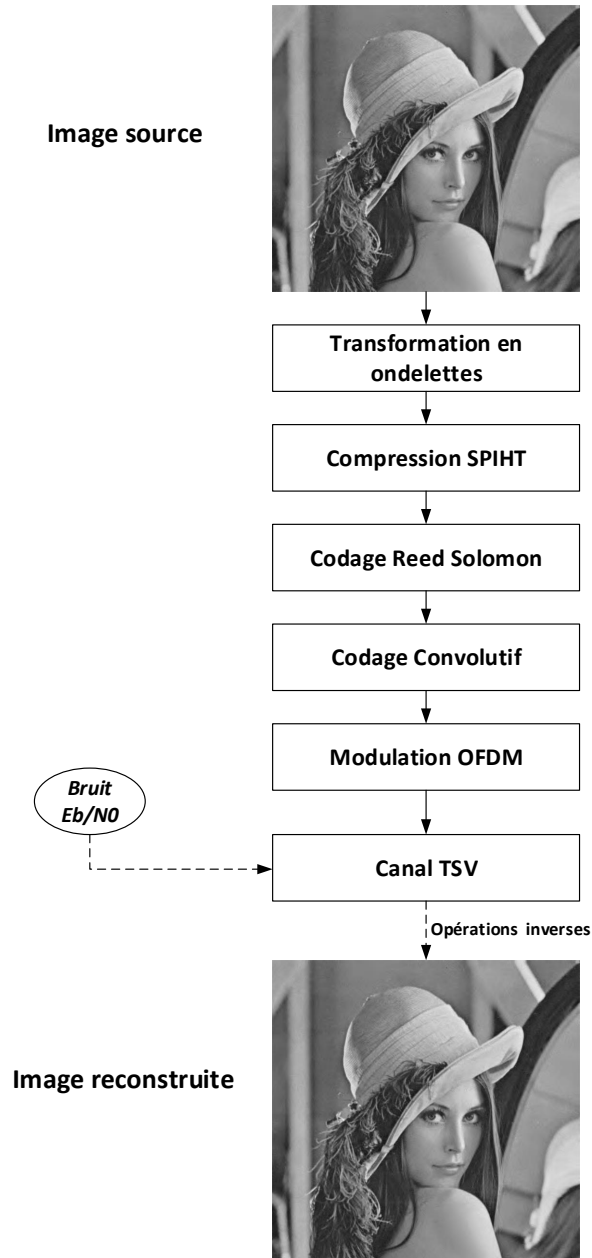 Image source
Transformation en
ondelettes
Compression SPIHT
Codage Reed Solomon
Codage Convolutif
Modulation OFDM
Bruit
Eb/N0
Canal TSV
Opérations inverses
Image reconstruite